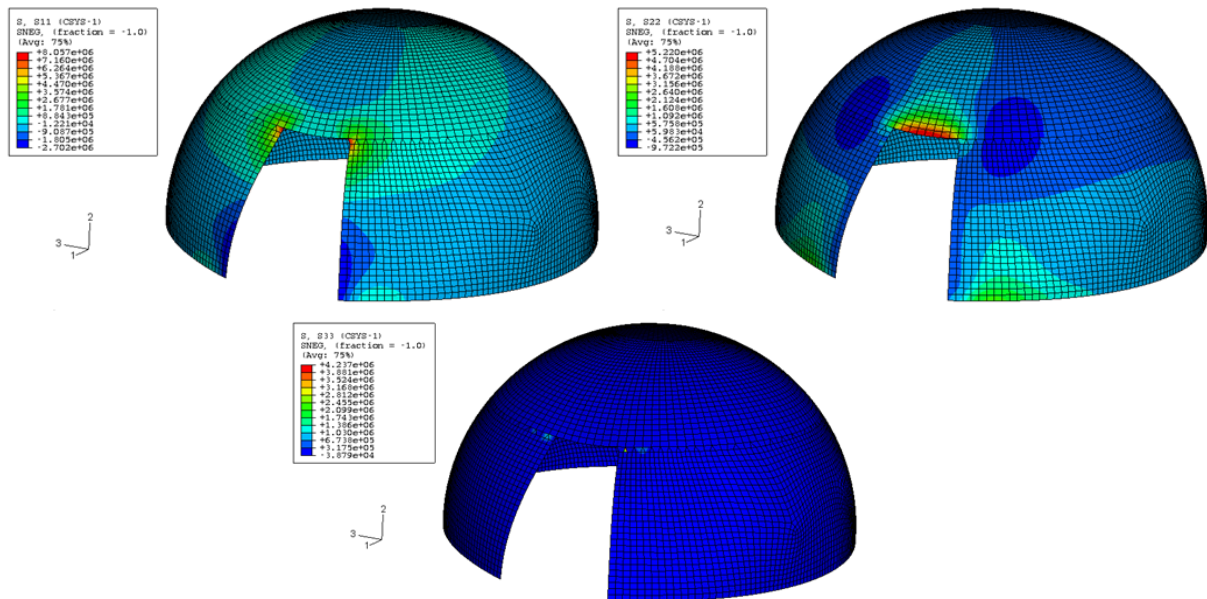 S, S11 (CSYS-1)
SNEG, (fraction = -1.0)
(Avg: 75%)
+8.057e+06
+7.160e+06
+6.264e+06
+5.367e+06
+4.470e+06
+3.574e+06
+2.677e+06
+1.781e+06
+8.843e+05
-1.221e+04
-9.087e+05
-1.805e+06
-2.702e+06
2
3
1
S, S22 (CSYS-1)
SNEG, (fraction = -1.0)
(Avg: 75%)
+5.220e+06
+4.704e+06
+4.188e+06
+3.672e+06
+3.156e+06
+2.640e+06
+2.124e+06
+1.608e+06
+1.092e+06
+5.758e+05
+5.983e+04
-4.562e+05
-9.722e+05
2
3
1
S, S33 (CSYS-1)
SNEG, (fraction = -1.0)
(Avg: 75%)
+4.237e+06
+3.881e+06
+3.524e+06
+3.168e+06
+2.812e+06
+2.455e+06
+2.099e+06
+1.743e+06
+1.386e+06
+1.030e+06
+6.738e+05
+3.175e+05
-3.879e+04
2
3
1